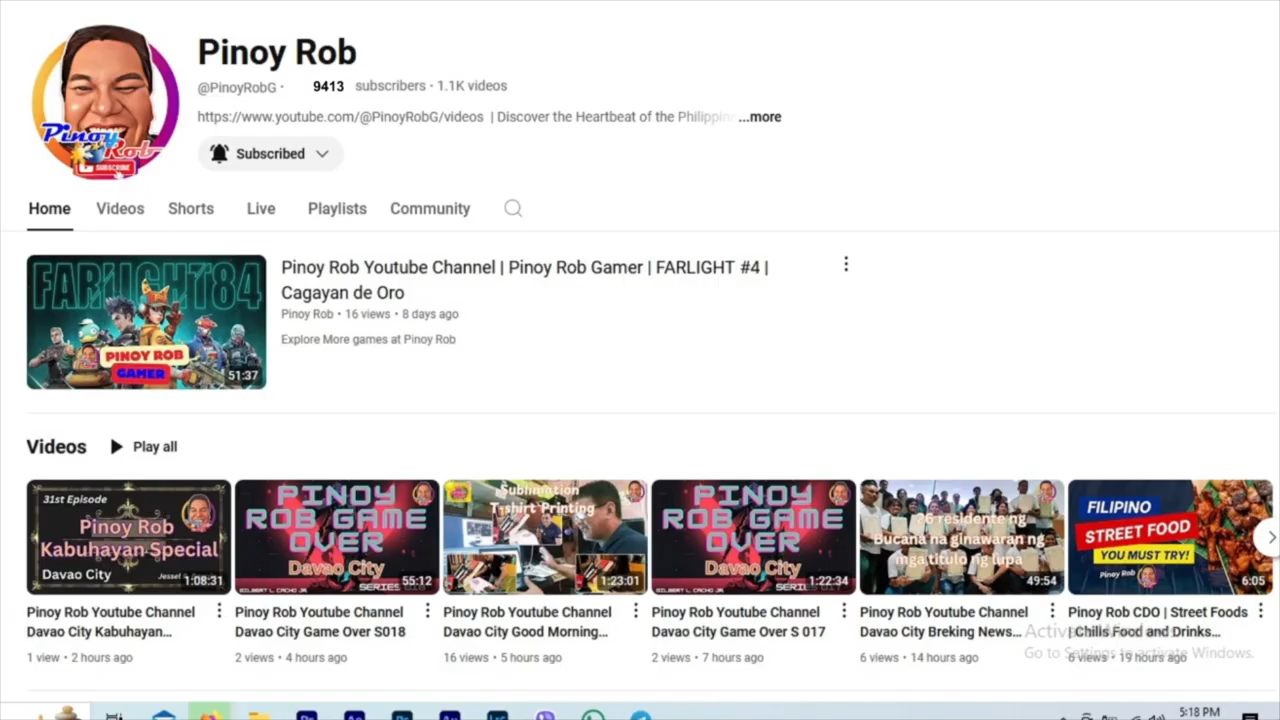 Pinoy Rob
@PinoyRobG · 9413 subscribers · 1.1K videos
https://www.youtube.com/@PinoyRobG/videos | Discover the Heartbeat of the Philippin ...more
Pinoy
Rob
SUBSCRIBE
Subscribed
Home Videos Shorts Live Playlists Community
FARLIGHT84
PINOY ROB
GAMER
51:37
Pinoy Rob Youtube Channel | Pinoy Rob Gamer | FARLIGHT #4 |
Cagayan de Oro
Pinoy Rob · 16 views · 8 days ago
Explore More games at Pinoy Rob
Videos Play all
31st Episode
Pinoy Rob
Kabuhayan Special
Davao City
1:08:31
Pinoy Rob Youtube Channel
Davao City Kabuhayan...
1 view · 2 hours ago
PINOY
ROB GAME
OVER
Davao City
55:12
Pinoy Rob Youtube Channel
Davao City Game Over S018
2 views · 4 hours ago
Sublimation
T-shirt Printing
1:23:01
Pinoy Rob Youtube Channel
Davao City Good Morning...
16 views · 5 hours ago
PINOY
ROB GAME
OVER
Davao City
1:22:34
Pinoy Rob Youtube Channel
Davao City Game Over S 017
2 views · 7 hours ago
26 residente ng
Bucana na ginawaran ng
mga titulo ng lupa
49:54
Pinoy Rob Youtube Channel
Davao City Breking News...
6 views · 14 hours ago
FILIPINO
STREET FOOD
YOU MUST TRY!
Pinoy Rob
6:05
Pinoy Rob CDO | Street Foods
| Chills Food and Drinks...
6 views · 19 hours ago
Activate Windows
Go to Settings to activate Windows.
5:18 PM